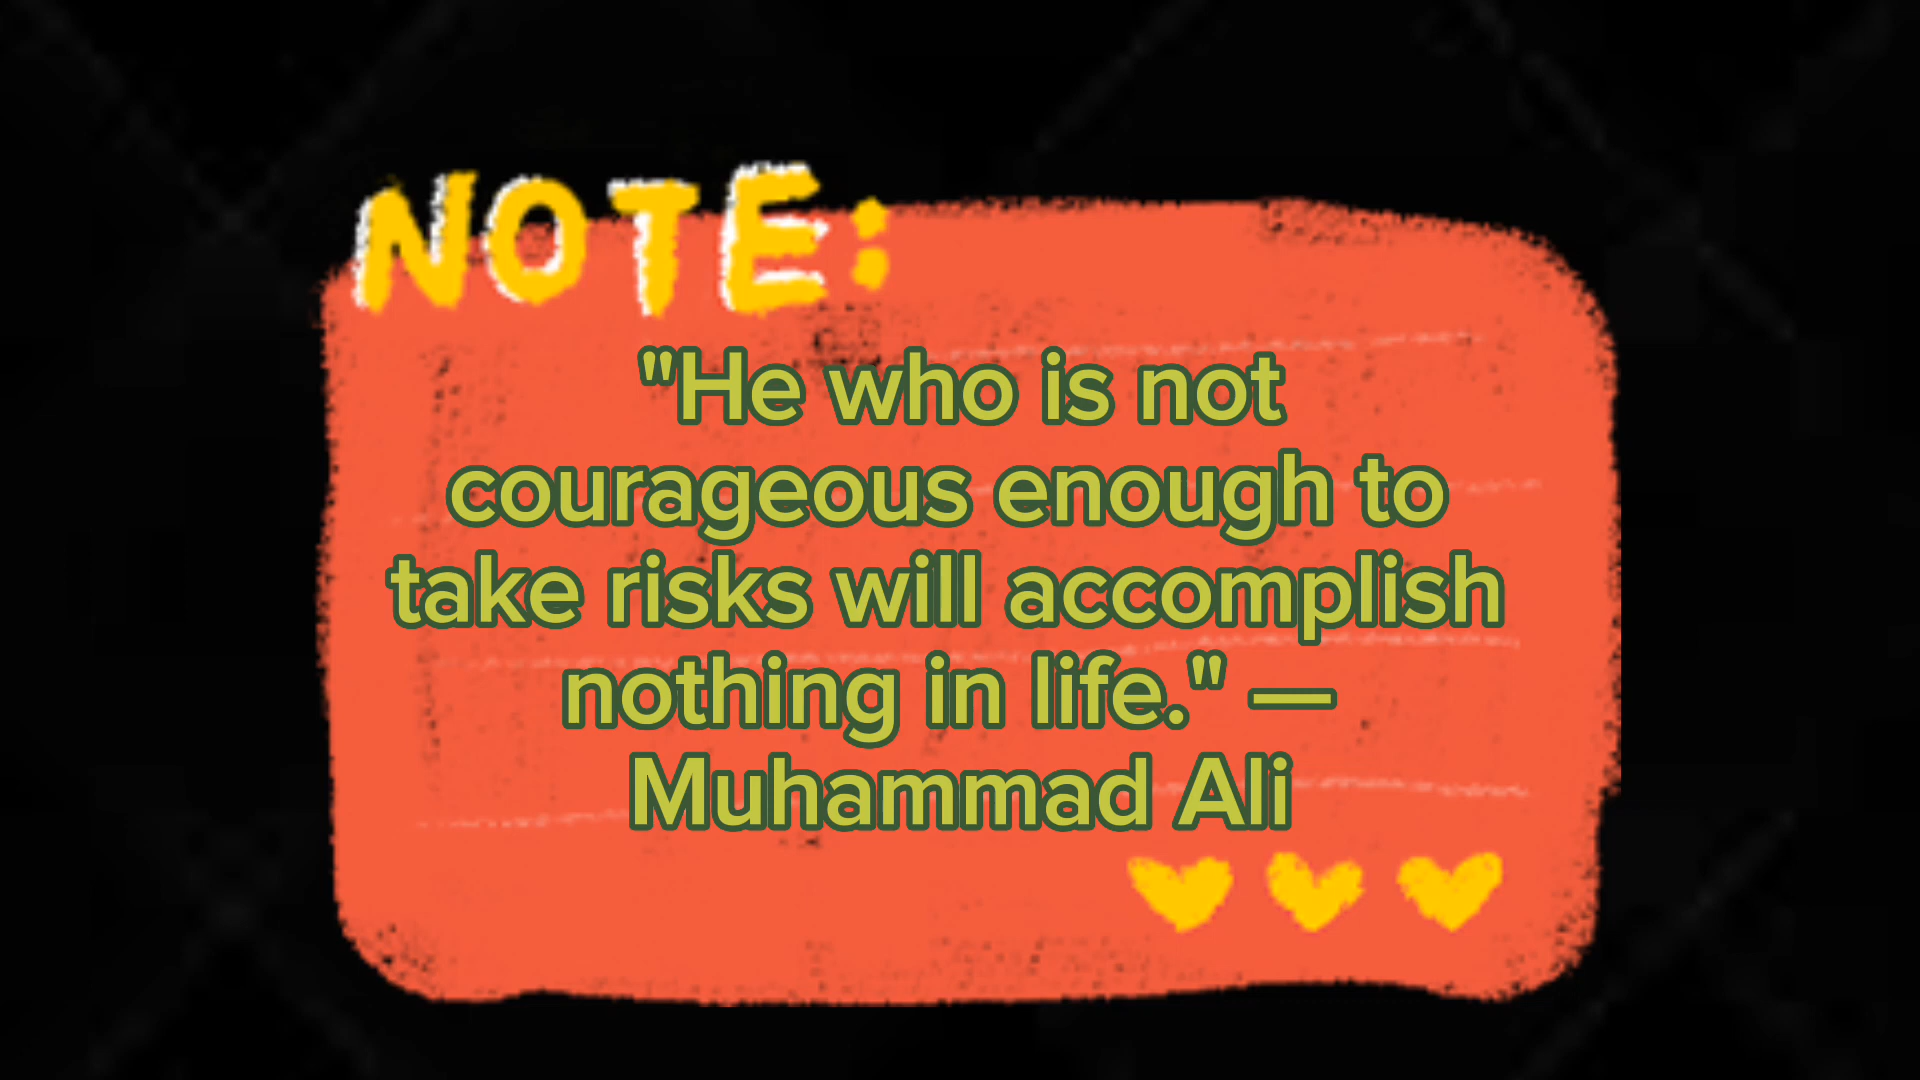 NOTE:
"He who is not
courageous enough to
take risks will accomplish
nothing in life." —
Muhammad Ali